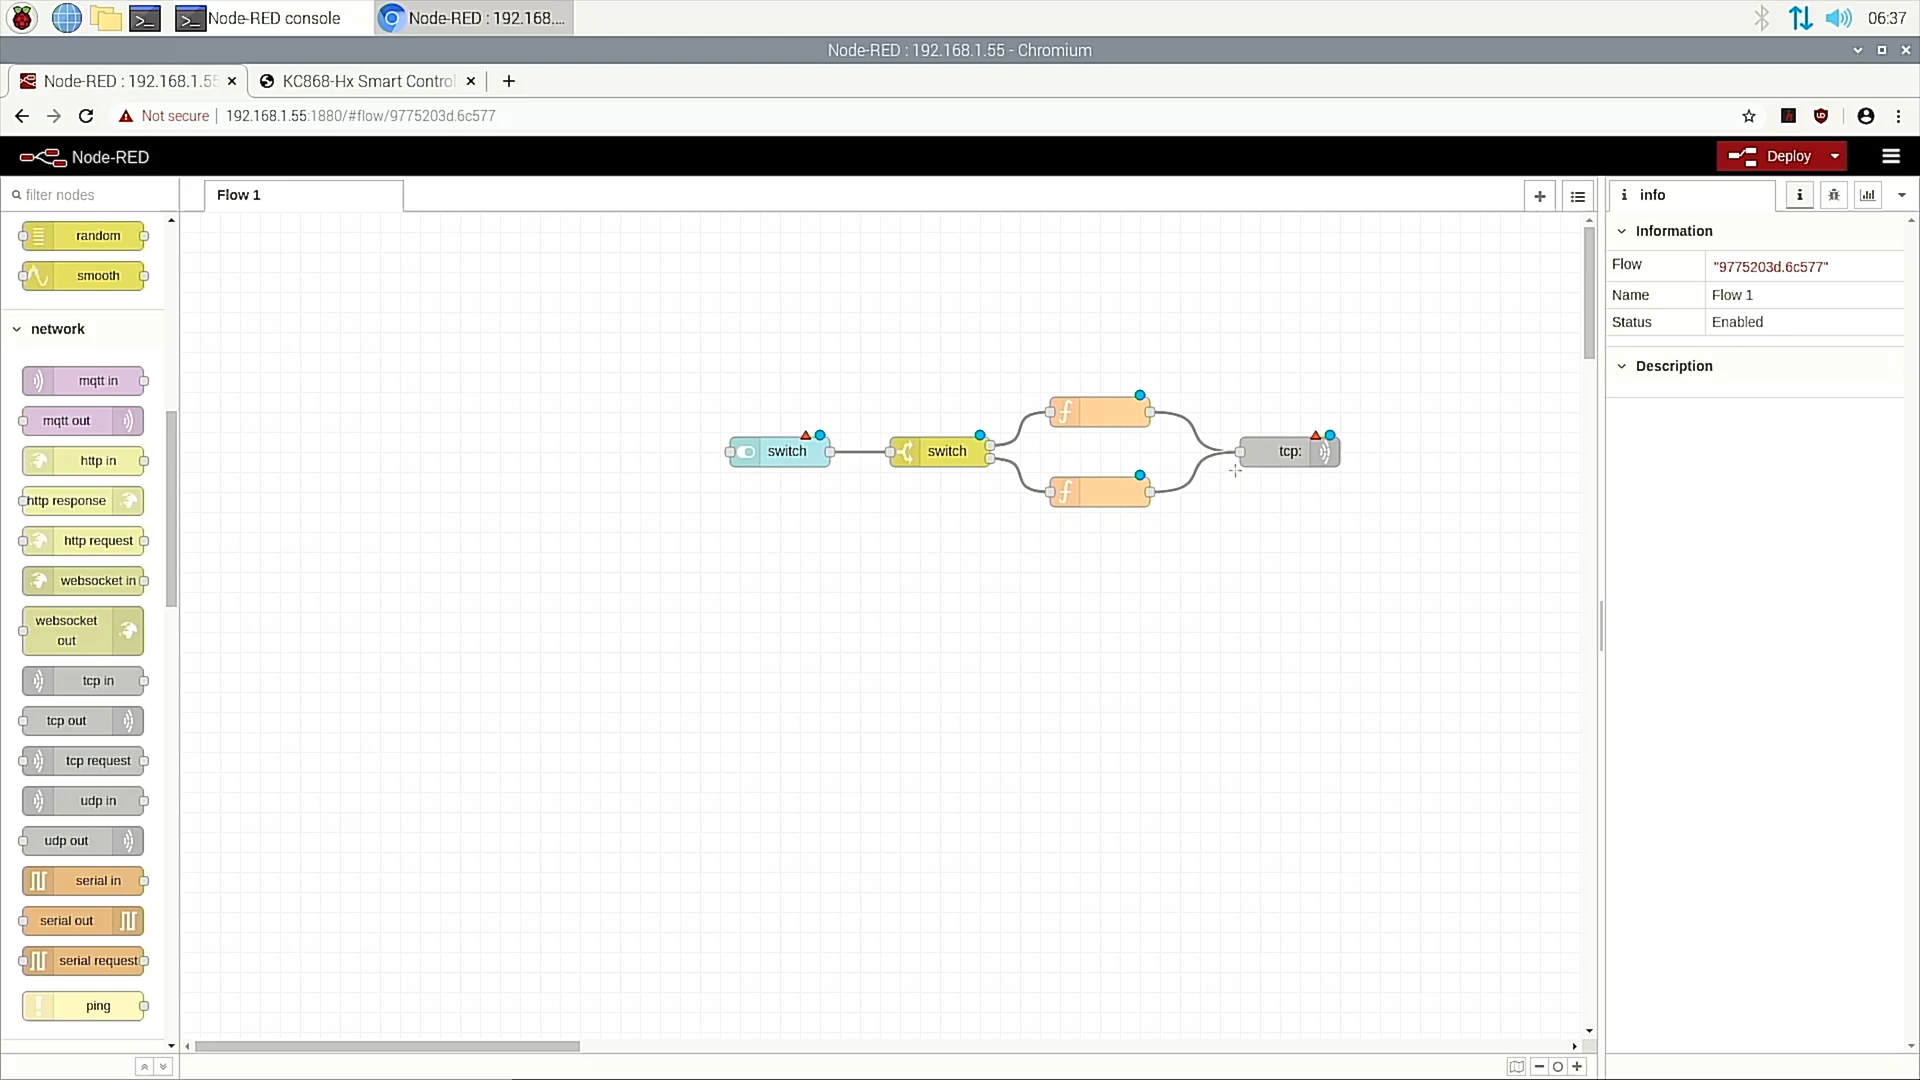 Node-RED console
Node-RED : 192.168....
06:37
Node-RED : 192.168.1.55 - Chromium
Node-RED : 192.168.1.55
KC868-Hx Smart Control
Not secure
192.168.1.55:1880/#flow/9775203d.6c577
Node-RED
Deploy
filter nodes
Flow 1
info
random
smooth
network
mqtt in
mqtt out
http in
http response
http request
websocket in
websocket
out
tcp in
tcp out
tcp request
udp in
udp out
serial in
serial out
serial request
ping
switch
switch
tcp:
Information
Flow
"9775203d.6c577"
Name
Flow 1
Status
Enabled
Description